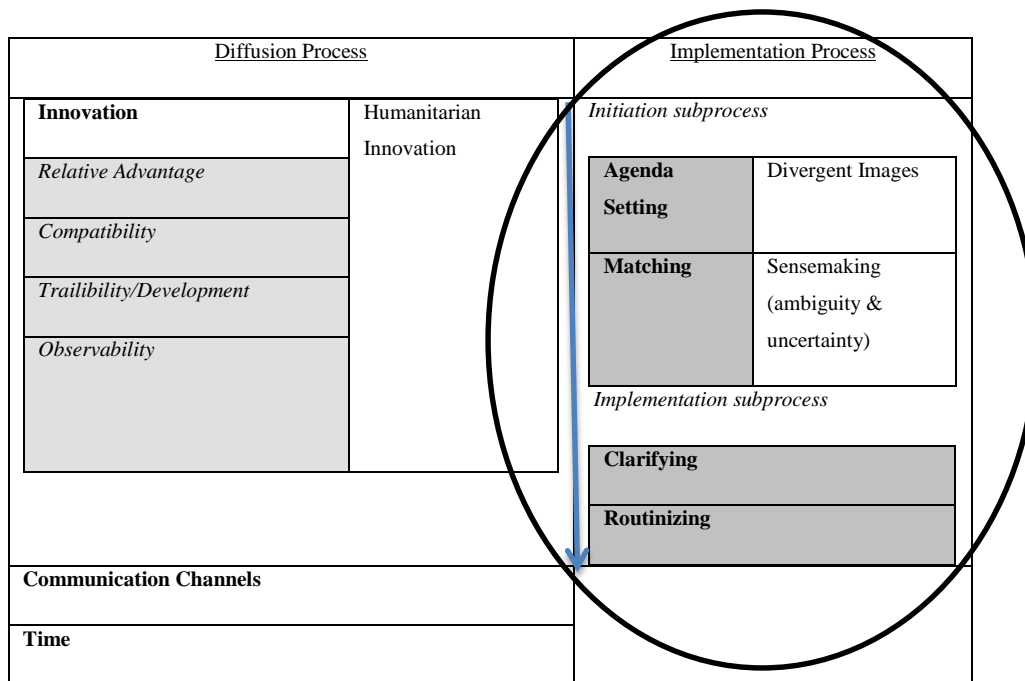 Diffusion Process
Implementation Process
Innovation
Humanitarian
Innovation
Relative Advantage
Compatibility
Trailibility/Development
Observability
Initiation subprocess
Agenda
Setting
Divergent Images
Matching
Sensemaking
(ambiguity &
uncertainty)
Implementation subprocess
Clarifying
Routinizing
Communication Channels
Time